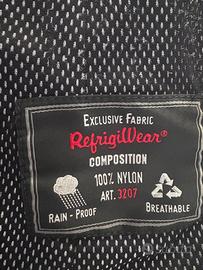 EXCLUSIVE FABRIC
RefrigiWear®
COMPOSITION
100% NYLON
ART. 3207
RAIN - PROOF
BREATHABLE